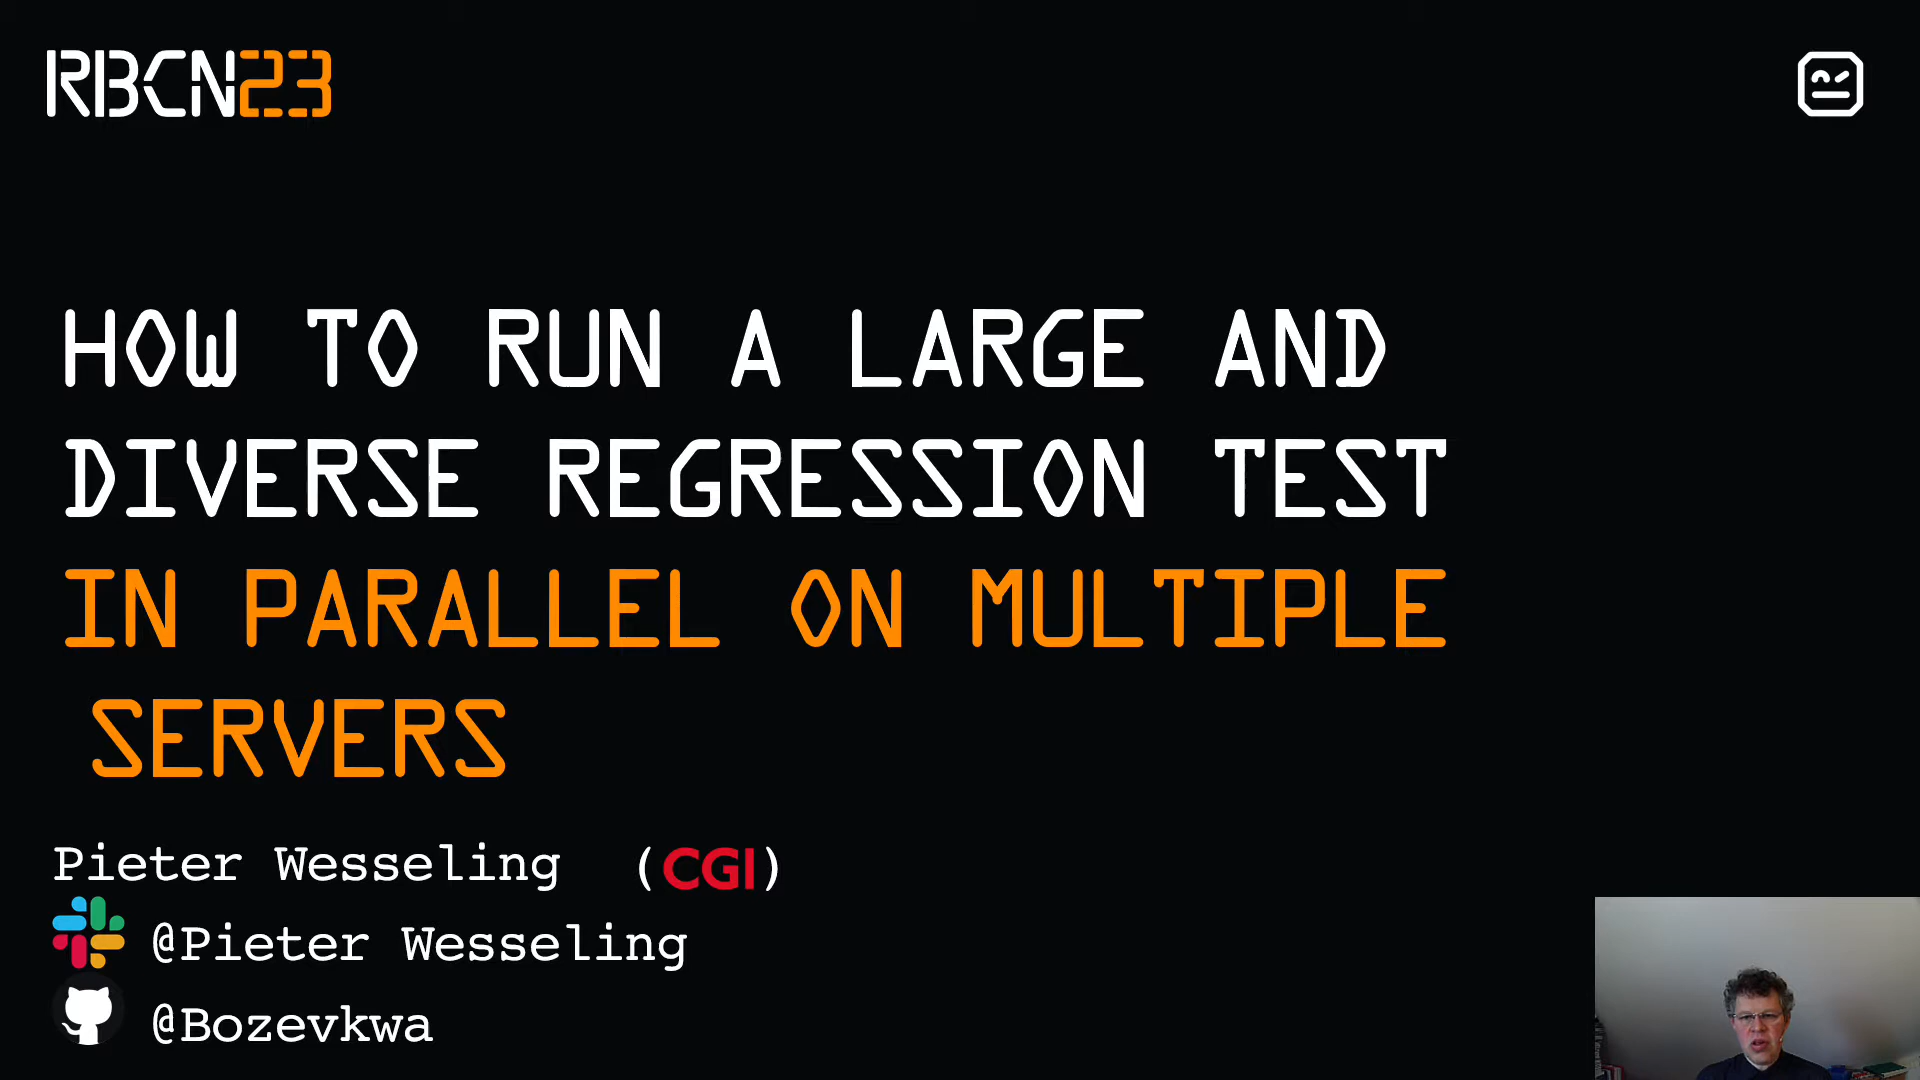 RBCN23
HOW TO RUN A LARGE AND
DIVERSE REGRESSION TEST
IN PARALLEL ON MULTIPLE
SERVERS
Pieter Wesseling (CGI)
@Pieter Wesseling
@Bozevkwa